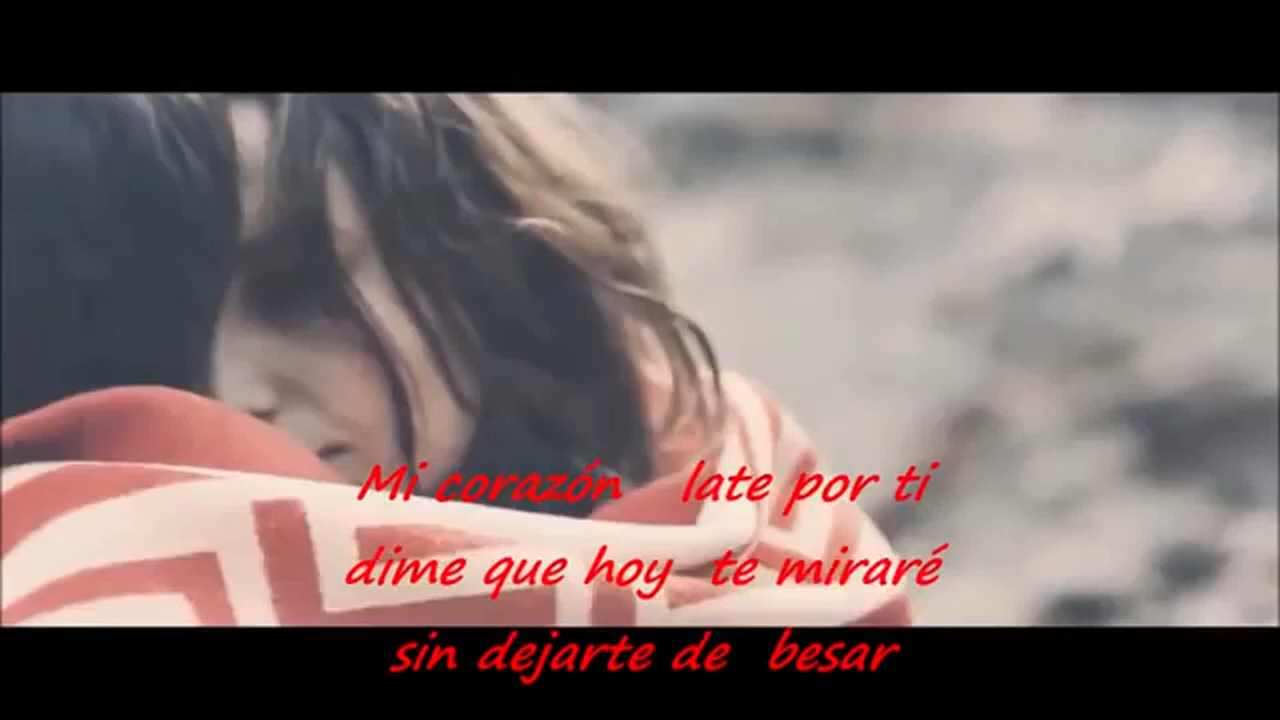 Mi corazón late por ti
dime que hoy te miraré
sin dejarte de besar